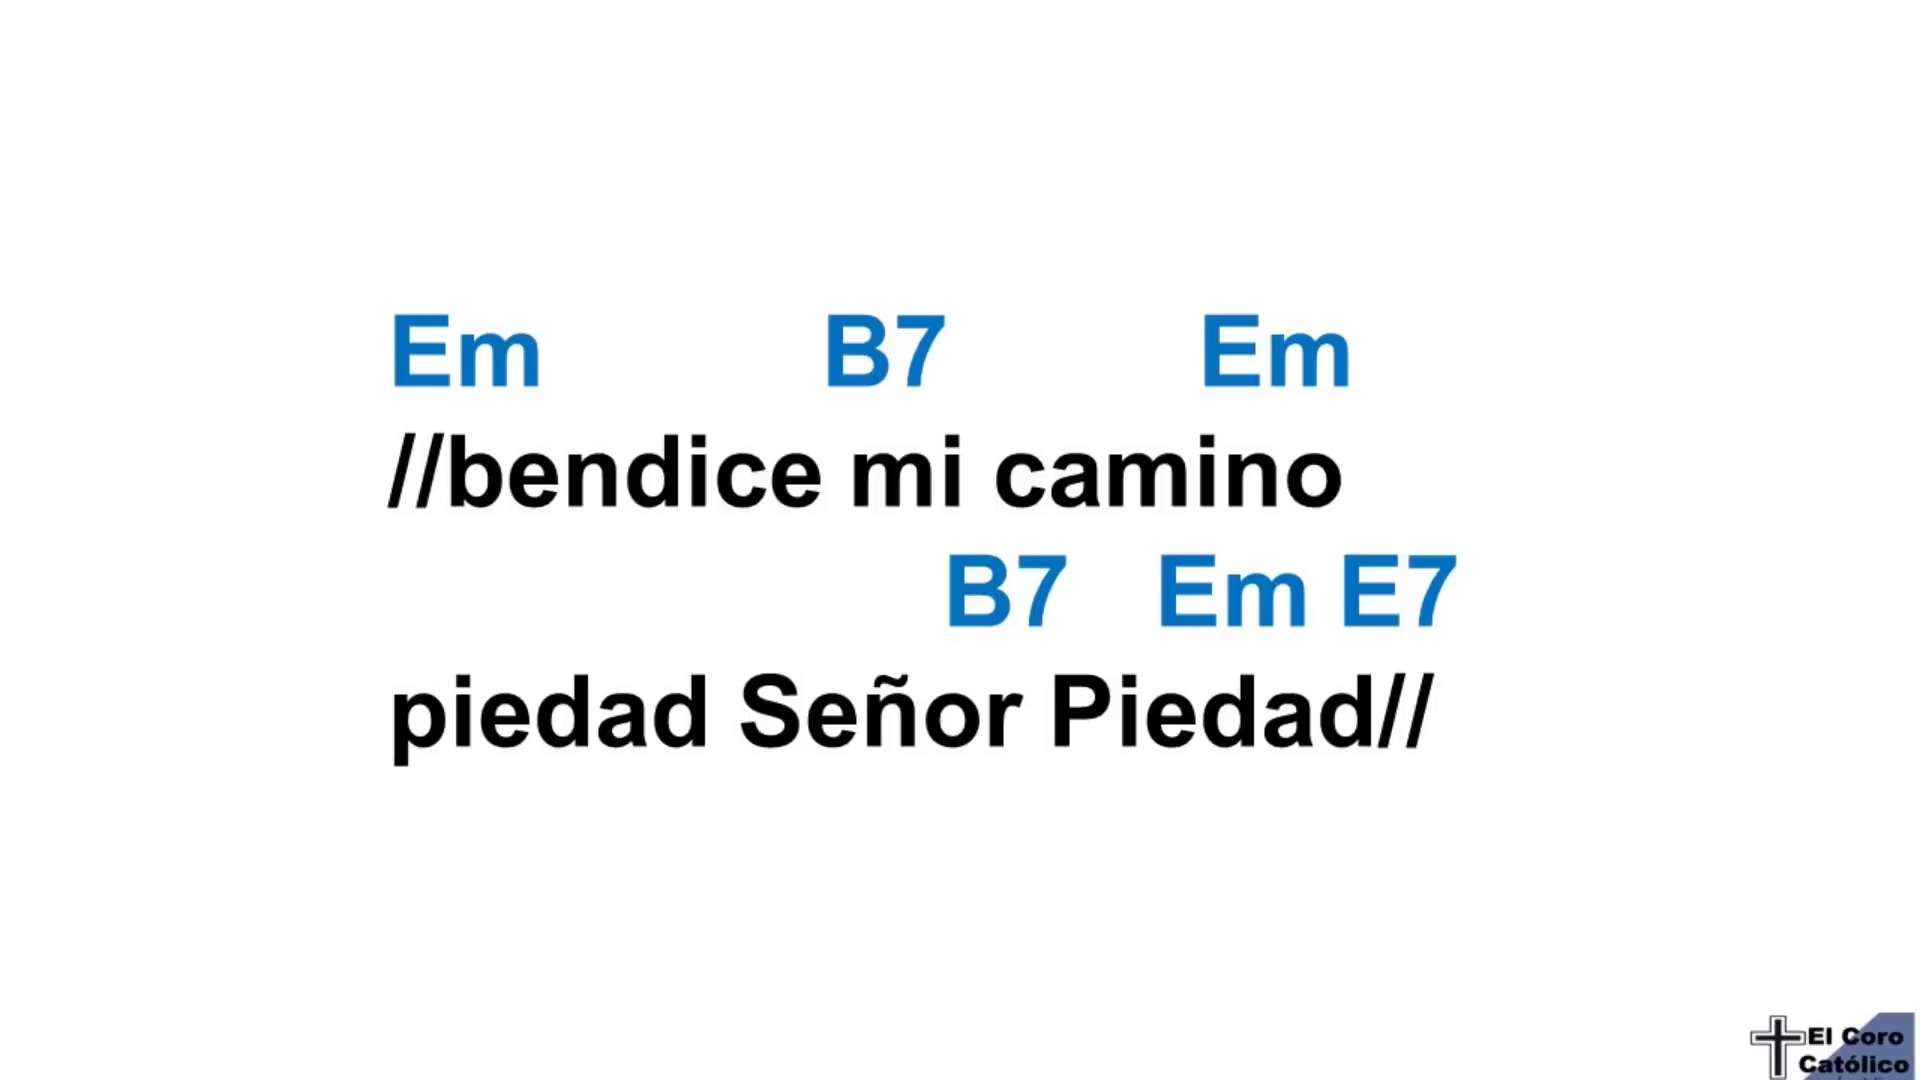 Em B7 Em
//bendice mi camino
B7 Em E7
piedad Señor Piedad//
El Coro
Católico